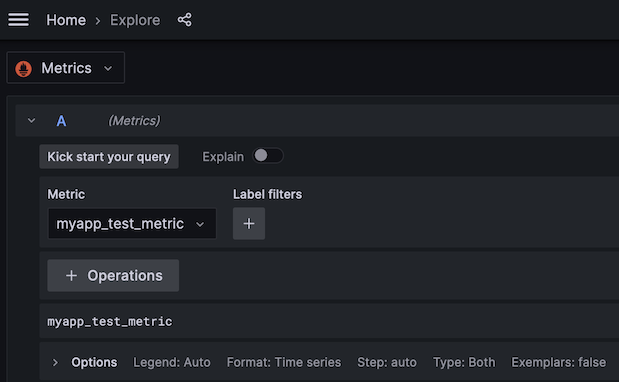 Home › Explore
Metrics
A (Metrics)
Kick start your query Explain
Metric Label filters
myapp_test_metric +
+ Operations
myapp_test_metric
› Options Legend: Auto Format: Time series Step: auto Type: Both Exemplars: false